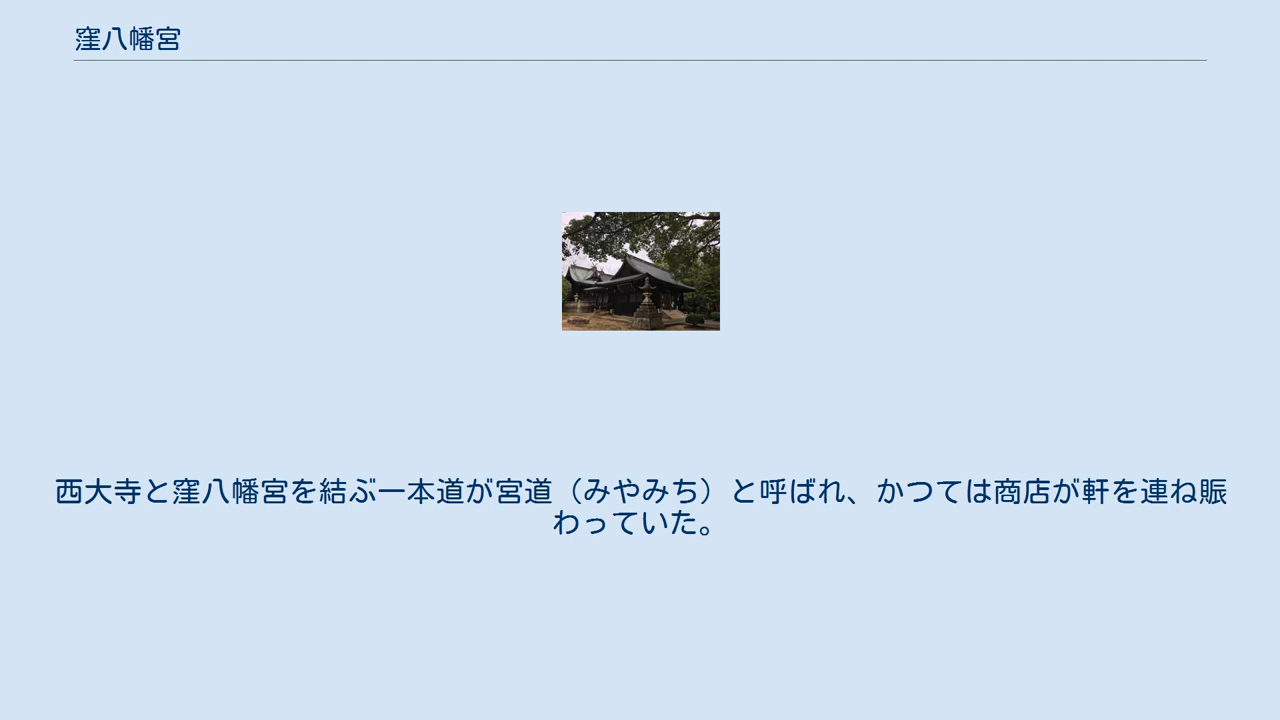 窪八幡宮
西大寺と窪八幡宮を結ぶ一本道が宮道（みやみち）と呼ばれ、かつては商店が軒を連ね賑
わっていた。